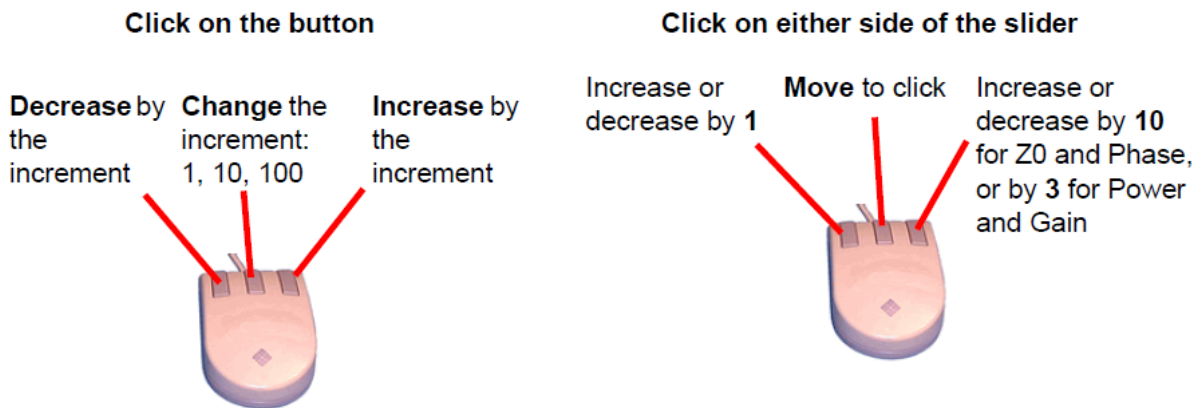 Click on the button
Decrease by
the
increment
Change the
increment:
1, 10, 100
Increase by
the
increment
Click on either side of the slider
Increase or
decrease by 1
Move to click
Increase or
decrease by 10
for Z0 and Phase,
or by 3 for Power
and Gain